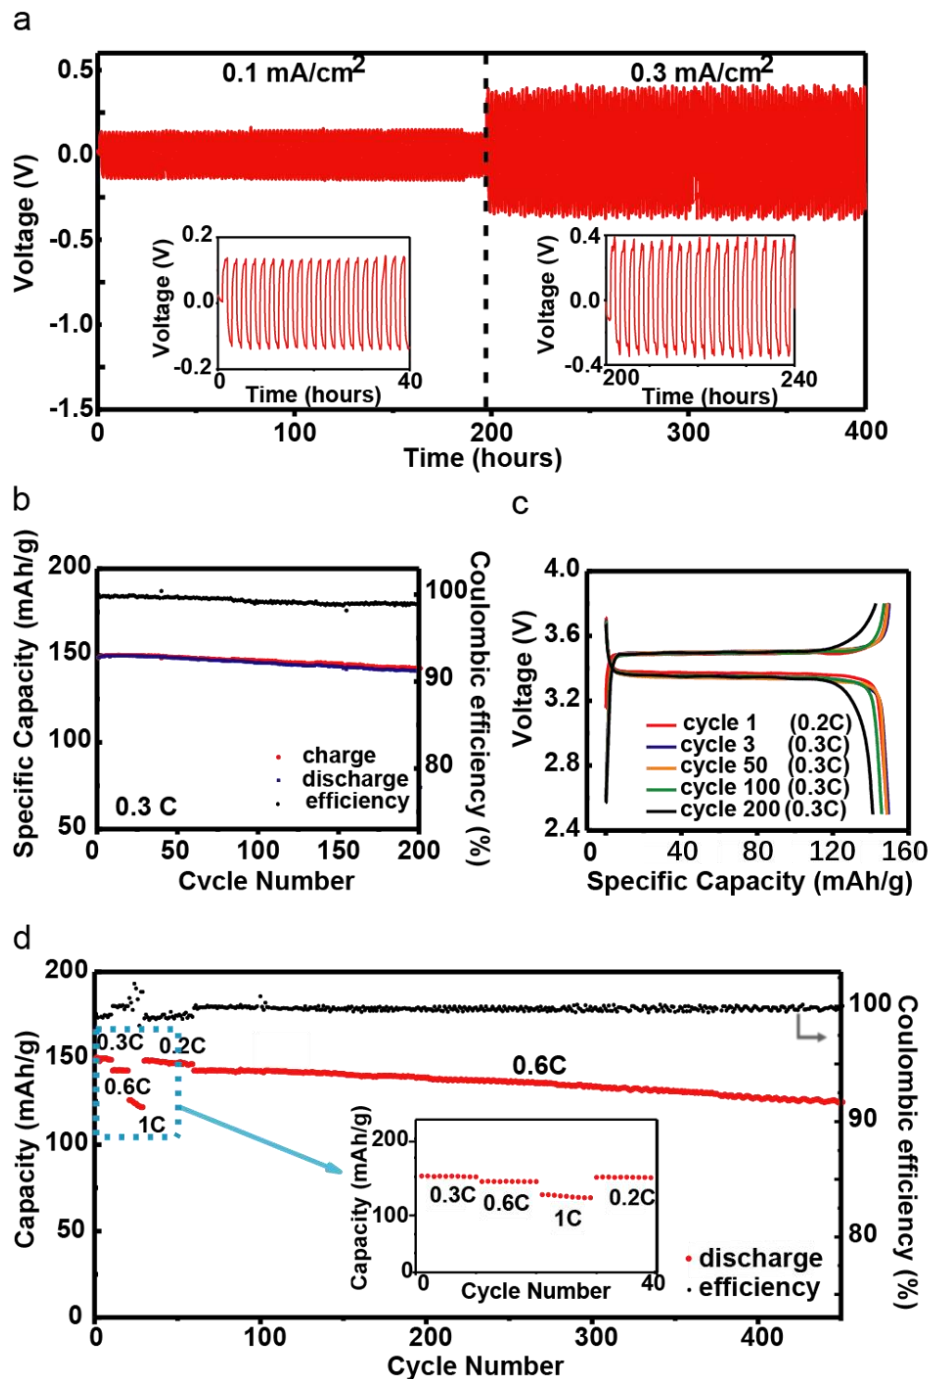 a
0.1 mA/cm²
0.3 mA/cm²
0.5
0.0
-0.5
-1.0
-1.5
Voltage (V)
0.2
0.0
-0.2
Voltage (V)
0
40
Time (hours)
0.4
0.0
-0.4
Voltage (V)
200
240
Time (hours)
0
100
200
300
400
Time (hours)
b
200
150
100
50
Specific Capacity (mAh/g)
100
90
80
Coulombic efficiency (%)
charge
discharge
efficiency
0.3 C
0
50
100
150
200
Cvcle Number
c
4.0
3.6
3.2
2.8
2.4
Voltage (V)
cycle 1 (0.2C)
cycle 3 (0.3C)
cycle 50 (0.3C)
cycle 100 (0.3C)
cycle 200 (0.3C)
0
40
80
120
160
Specific Capacity (mAh/g)
d
200
150
100
50
0
Capacity (mAh/g)
0.3C
0.2C
0.6C
1C
0.6C
100
90
80
Coulombic efficiency (%)
200
100
0
Capacity (mAh/g)
0.3C
0.6C
1C
0.2C
0
40
Cycle Number
discharge
efficiency
0
100
200
300
400
Cycle Number